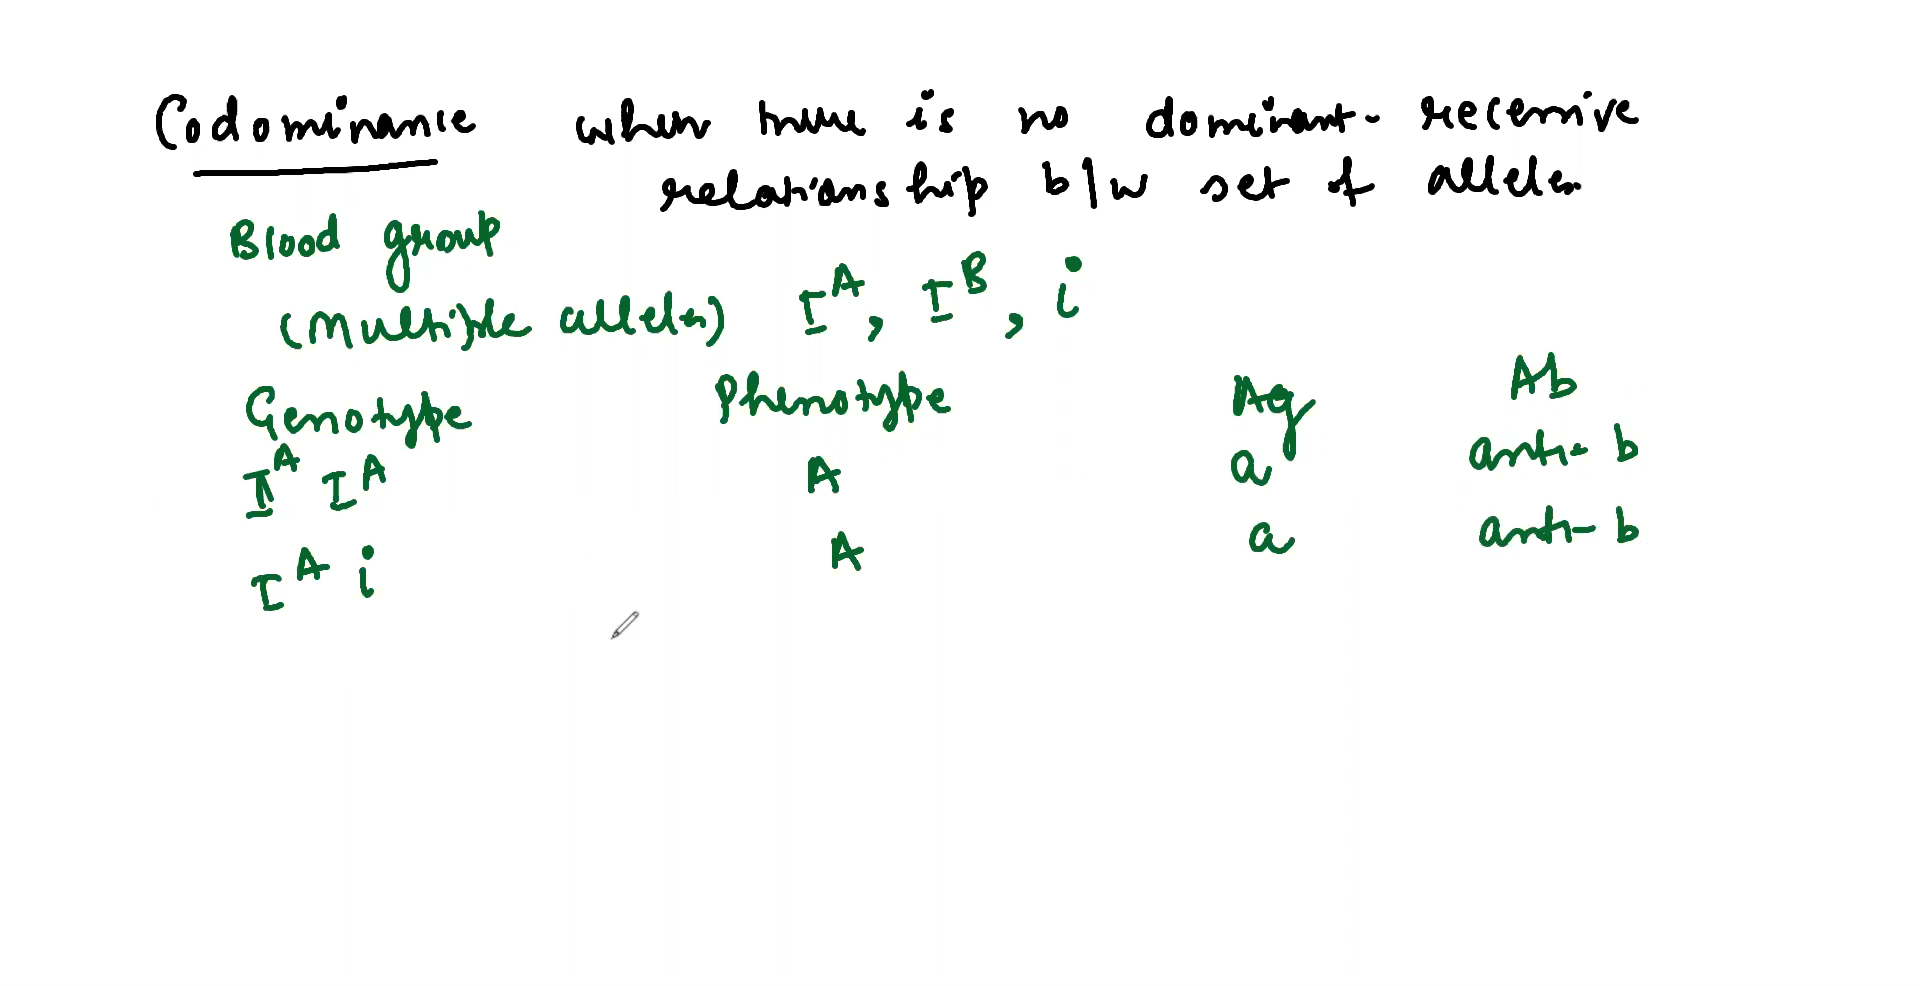 Codominance when there is no dominant-recessive
relationship b/w set of alleles.
Blood group
(Multiple alleles) I^A, I^B, i
Genotype Phenotype Ag Ab
I^A I^A A a anti-b
I^A i A a anti-b